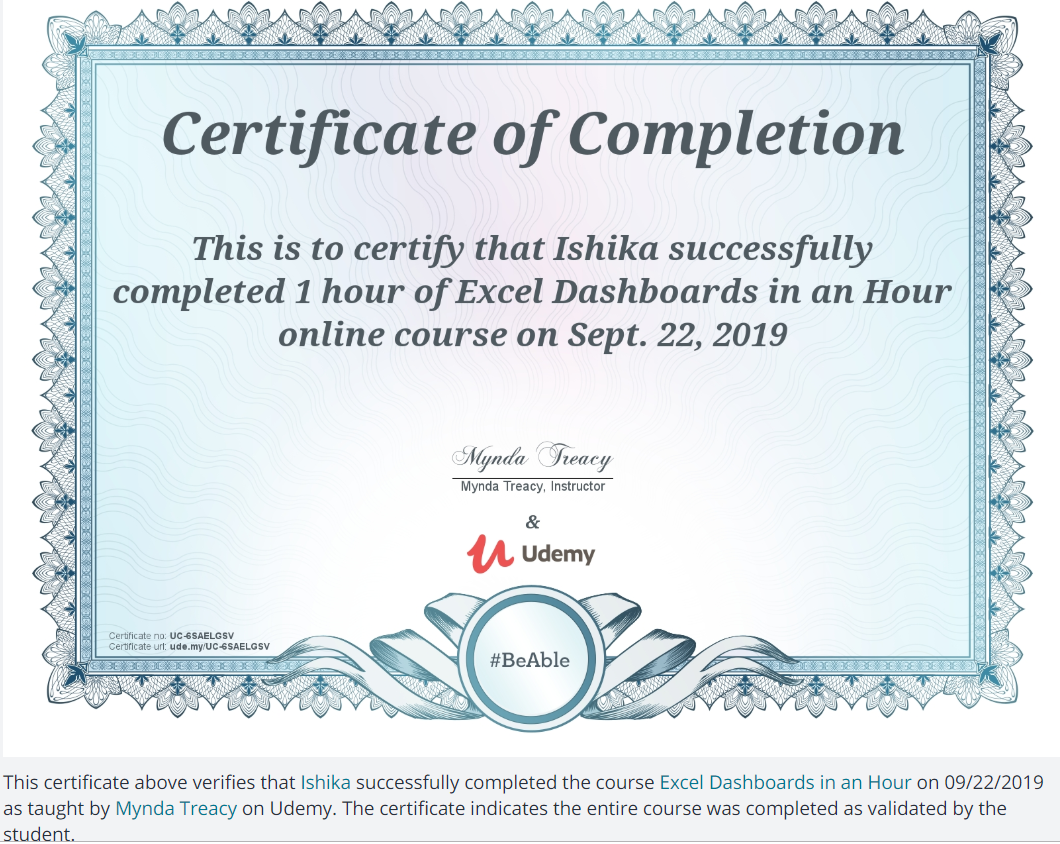 Certificate of Completion
This is to certify that Ishika successfully
completed 1 hour of Excel Dashboards in an Hour
online course on Sept. 22, 2019
Mynda Treacy
Mynda Treacy, Instructor
&
Udemy
#BeAble
Certificate no: UC-6SAELGSV
Certificate url: ude.my/UC-6SAELGSV
This certificate above verifies that Ishika successfully completed the course Excel Dashboards in an Hour on 09/22/2019
as taught by Mynda Treacy on Udemy. The certificate indicates the entire course was completed as validated by the
student.